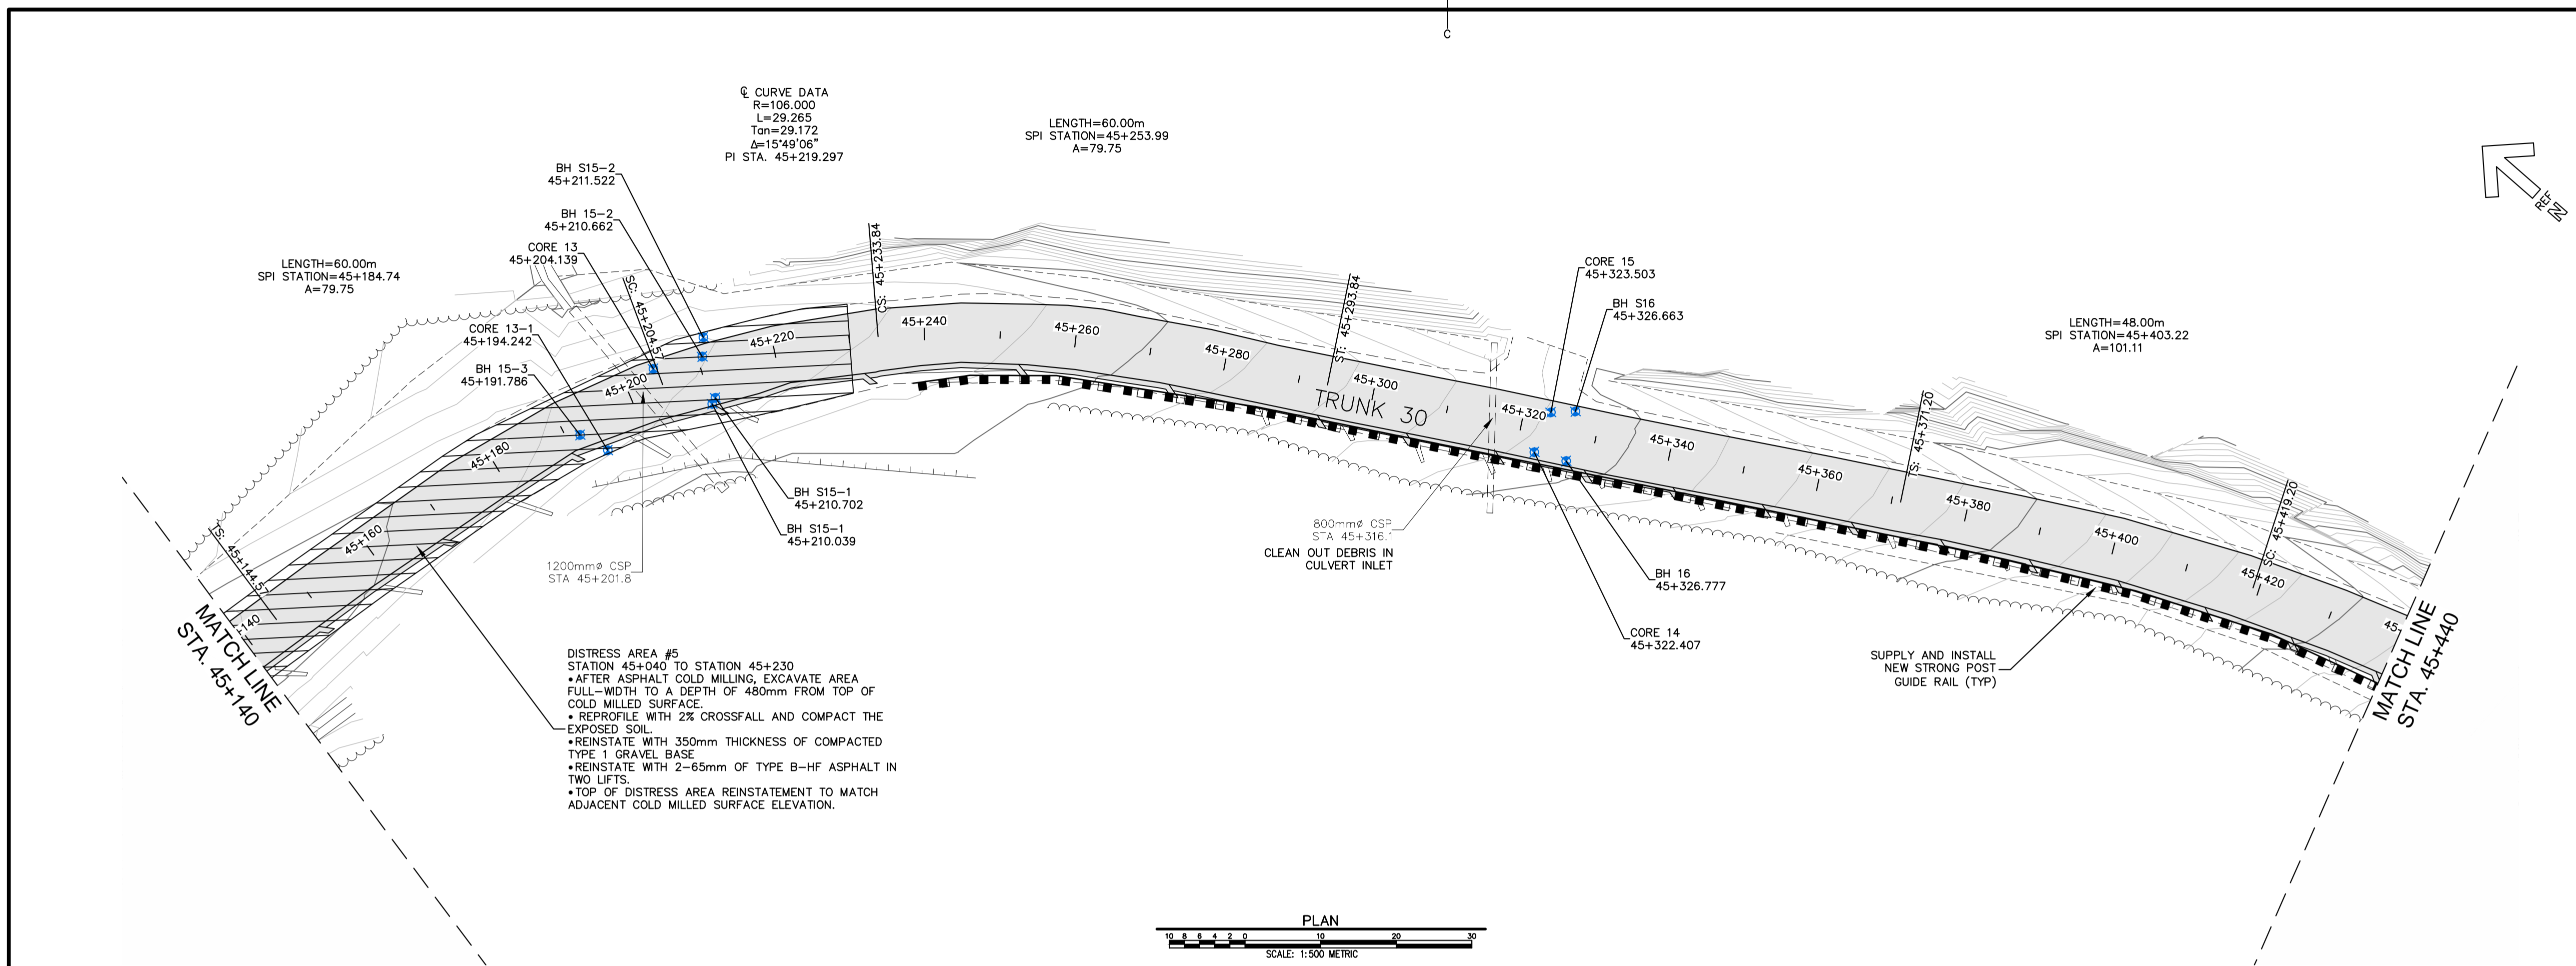 C
℄ CURVE DATA
R=106.000
L=29.265
Tan=29.172
Δ=15°49'06"
PI STA. 45+219.297
LENGTH=60.00m
SPI STATION=45+253.99
A=79.75
BH S15-2
45+211.522
BH 15-2
45+210.662
CORE 13
45+204.139
LENGTH=60.00m
SPI STATION=45+184.74
A=79.75
CORE 13-1
45+194.242
BH 15-3
45+191.786
SC: 45+204.57
CS: 45+233.84
ST: 45+293.84
CORE 15
45+323.503
BH S16
45+326.663
LENGTH=48.00m
SPI STATION=45+403.22
A=101.11
REF
N
TS: 45+144.57
+140
45+160
45+180
45+200
45+220
45+240
45+260
45+280
45+300
TRUNK 30
45+320
45+340
45+360
TS: 45+371.20
45+380
45+400
SC: 45+419.20
45+420
45-
BH S15-1
45+210.702
BH S15-1
45+210.039
1200mmø CSP
STA 45+201.8
800mmø CSP
STA 45+316.1
CLEAN OUT DEBRIS IN
CULVERT INLET
BH 16
45+326.777
CORE 14
45+322.407
SUPPLY AND INSTALL
NEW STRONG POST
GUIDE RAIL (TYP)
MATCH LINE
STA. 45+140
MATCH LINE
STA. 45+440
DISTRESS AREA #5
STATION 45+040 TO STATION 45+230
•AFTER ASPHALT COLD MILLING, EXCAVATE AREA
FULL-WIDTH TO A DEPTH OF 480mm FROM TOP OF
COLD MILLED SURFACE.
• REPROFILE WITH 2% CROSSFALL AND COMPACT THE
EXPOSED SOIL.
•REINSTATE WITH 350mm THICKNESS OF COMPACTED
TYPE 1 GRAVEL BASE
•REINSTATE WITH 2-65mm OF TYPE B-HF ASPHALT IN
TWO LIFTS.
•TOP OF DISTRESS AREA REINSTATEMENT TO MATCH
ADJACENT COLD MILLED SURFACE ELEVATION.
PLAN
10 8 6 4 2 0 10 20 30
SCALE: 1:500 METRIC